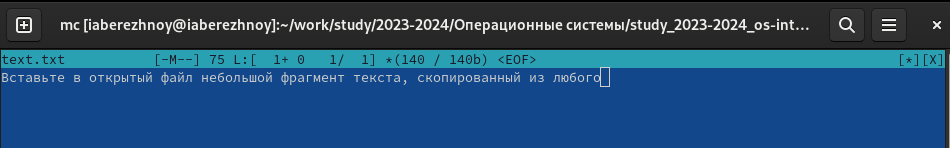 mc [iaberezhnoy@iaberezhnoy]:~/work/study/2023-2024/Операционные системы/study_2023-2024_os-int...
text.txt [-M--] 75 L:[ 1+ 0 1/ 1] *(140 / 140b) <EOF> [*][X]
Вставьте в открытый файл небольшой фрагмент текста, скопированный из любого